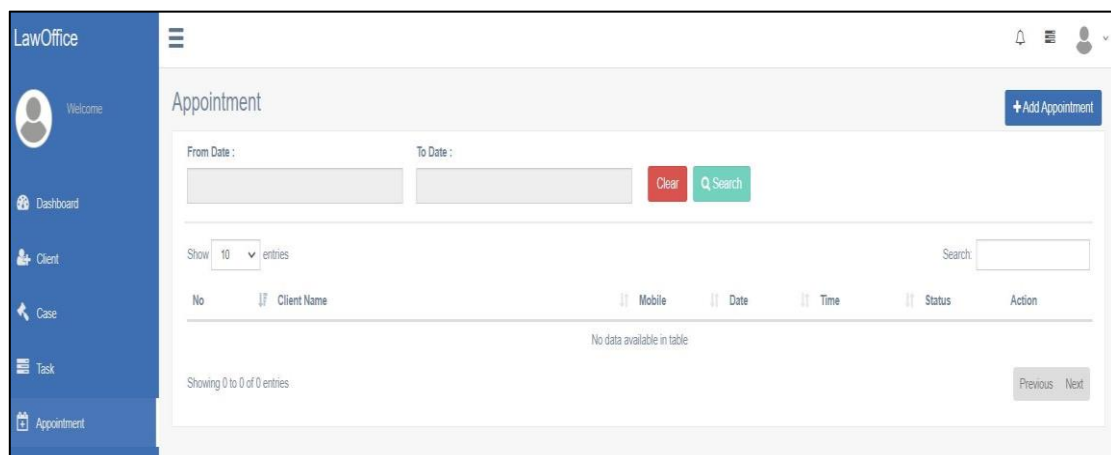 LawOffice
Welcome
Dashboard
Client
Case
Task
Appointment
Appointment
+ Add Appointment
From Date :
To Date :
Clear
Search
Show 10 entries
Search:
No Client Name Mobile Date Time Status Action
No data available in table
Showing 0 to 0 of 0 entries
Previous Next